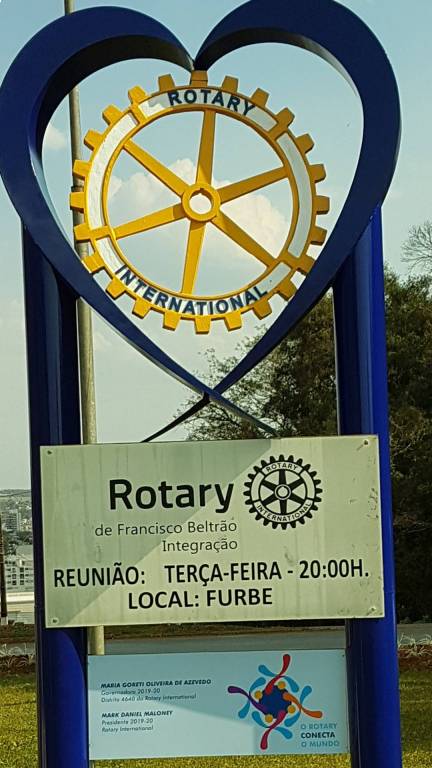 ROTARY
INTERNATIONAL
Rotary
ROTARY
INTERNATIONAL
de Francisco Beltrão
Integração
REUNIÃO: TERÇA-FEIRA - 20:00H.
LOCAL: FURBE
MARIA GORETI OLIVEIRA DE AZEVEDO
Governadora 2019-20
Distrito 4640 do Rotary International
MARK DANIEL MALONEY
Presidente 2019-20
Rotary International
O ROTARY
CONECTA
O MUNDO